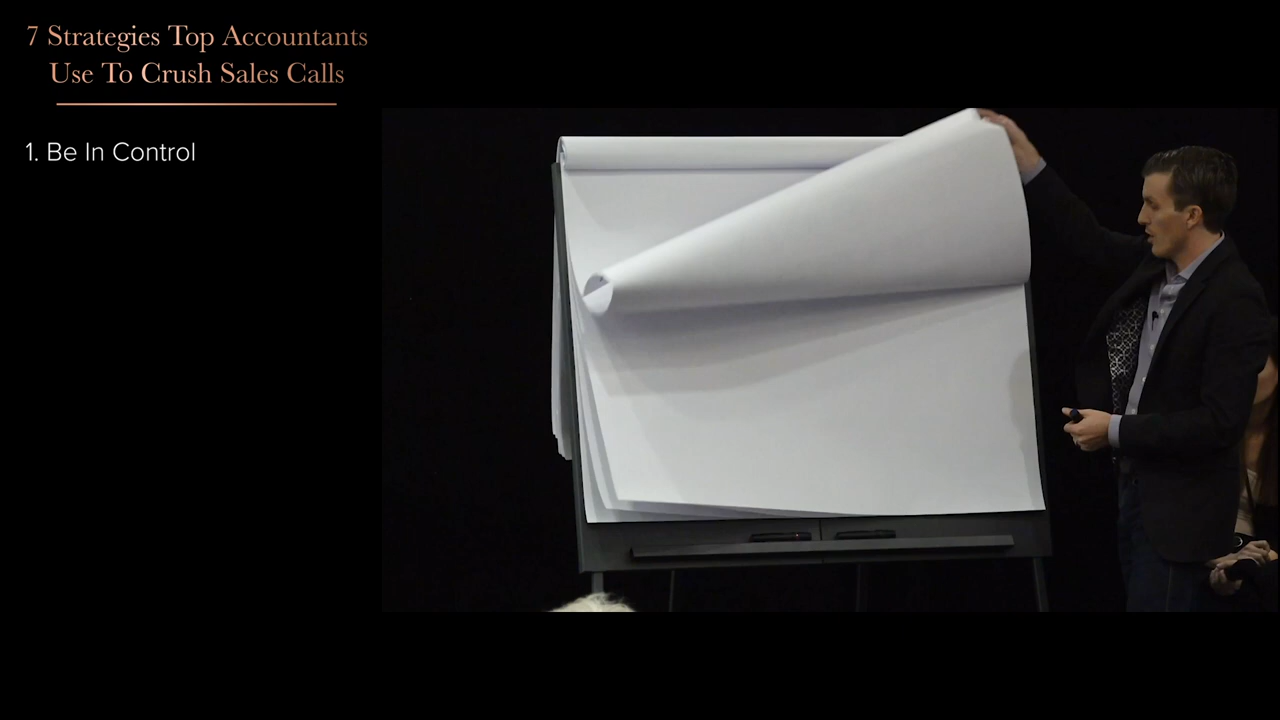 7 Strategies Top Accountants
Use To Crush Sales Calls
1. Be In Control